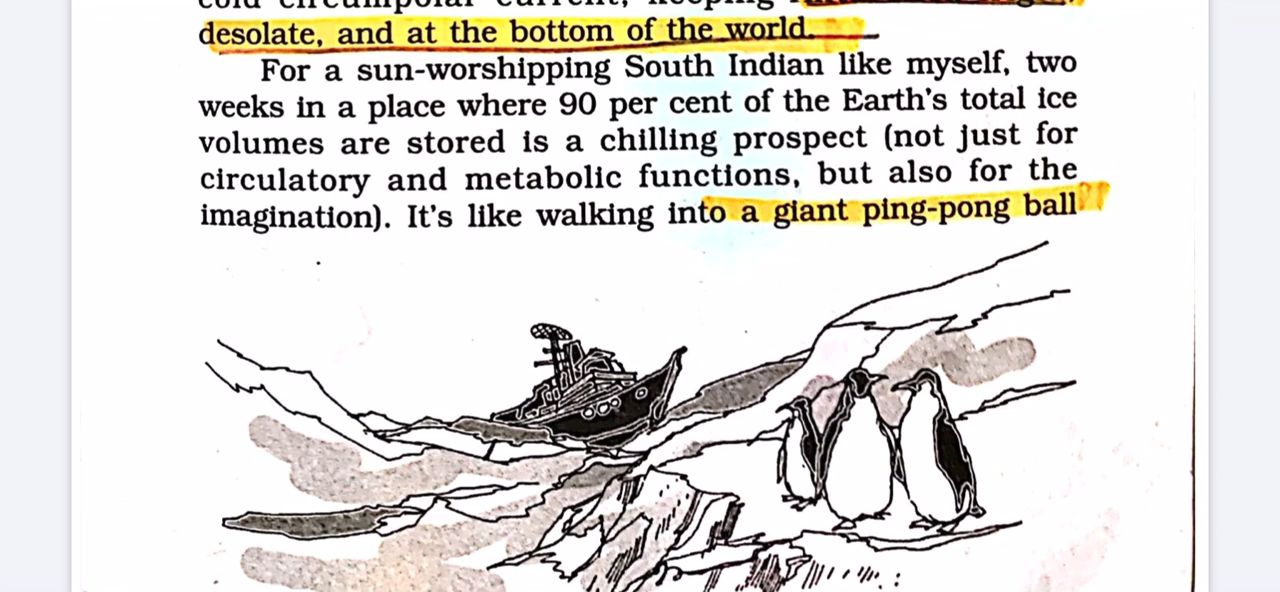 desolate, and at the bottom of the world.
For a sun-worshipping South Indian like myself, two
weeks in a place where 90 per cent of the Earth's total ice
volumes are stored is a chilling prospect (not just for
circulatory and metabolic functions, but also for the
imagination). It's like walking into a giant ping-pong ball